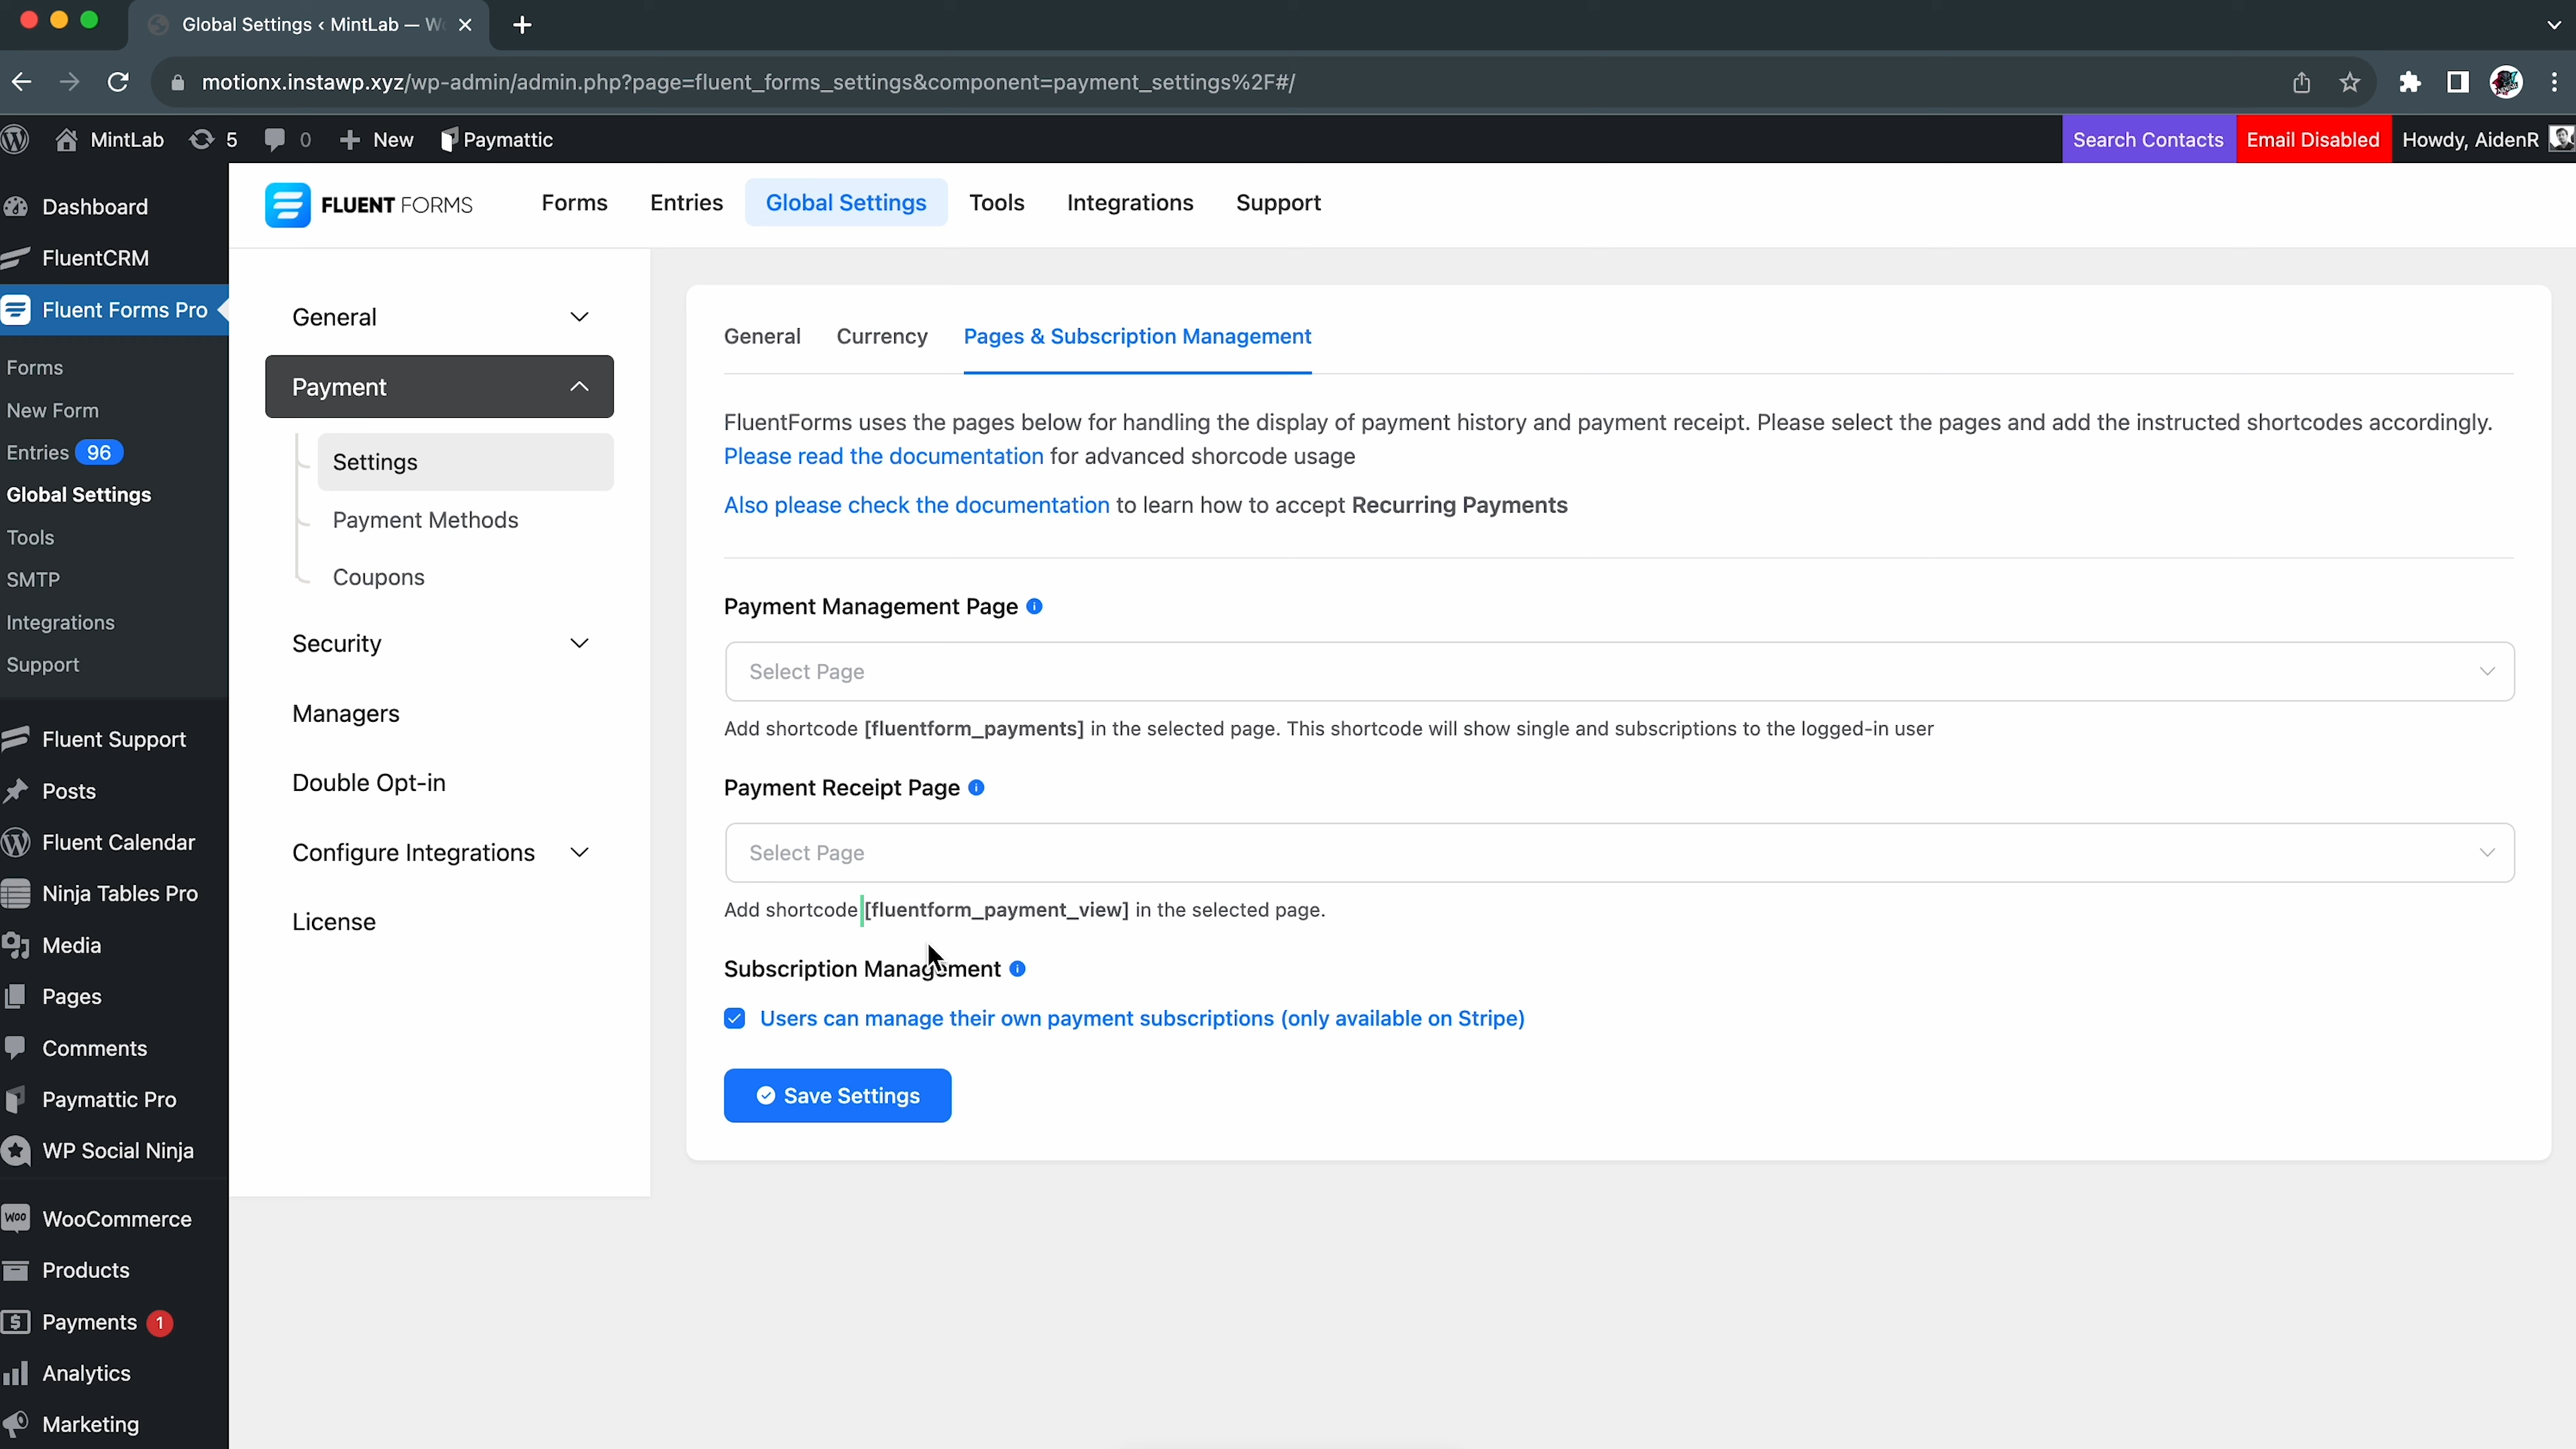 Global Settings ‹ MintLab — W
motionx.instawp.xyz/wp-admin/admin.php?page=fluent_forms_settings&component=payment_settings%2F#/
MintLab
5
0
New
Paymattic
Search Contacts
Email Disabled
Howdy, AidenR
Dashboard
FluentCRM
Fluent Forms Pro
Forms
New Form
Entries 96
Global Settings
Tools
SMTP
Integrations
Support
Fluent Support
Posts
Fluent Calendar
Ninja Tables Pro
Media
Pages
Comments
Paymattic Pro
WP Social Ninja
WOO WooCommerce
Products
Payments 1
Analytics
Marketing
FLUENT FORMS
Forms
Entries
Global Settings
Tools
Integrations
Support
General
Payment
Settings
Payment Methods
Coupons
Security
Managers
Double Opt-in
Configure Integrations
License
General
Currency
Pages & Subscription Management
FluentForms uses the pages below for handling the display of payment history and payment receipt. Please select the pages and add the instructed shortcodes accordingly.
Please read the documentation for advanced shorcode usage
Also please check the documentation to learn how to accept Recurring Payments
Payment Management Page
Select Page
Add shortcode [fluentform_payments] in the selected page. This shortcode will show single and subscriptions to the logged-in user
Payment Receipt Page
Select Page
Add shortcode [fluentform_payment_view] in the selected page.
Subscription Management
Users can manage their own payment subscriptions (only available on Stripe)
Save Settings